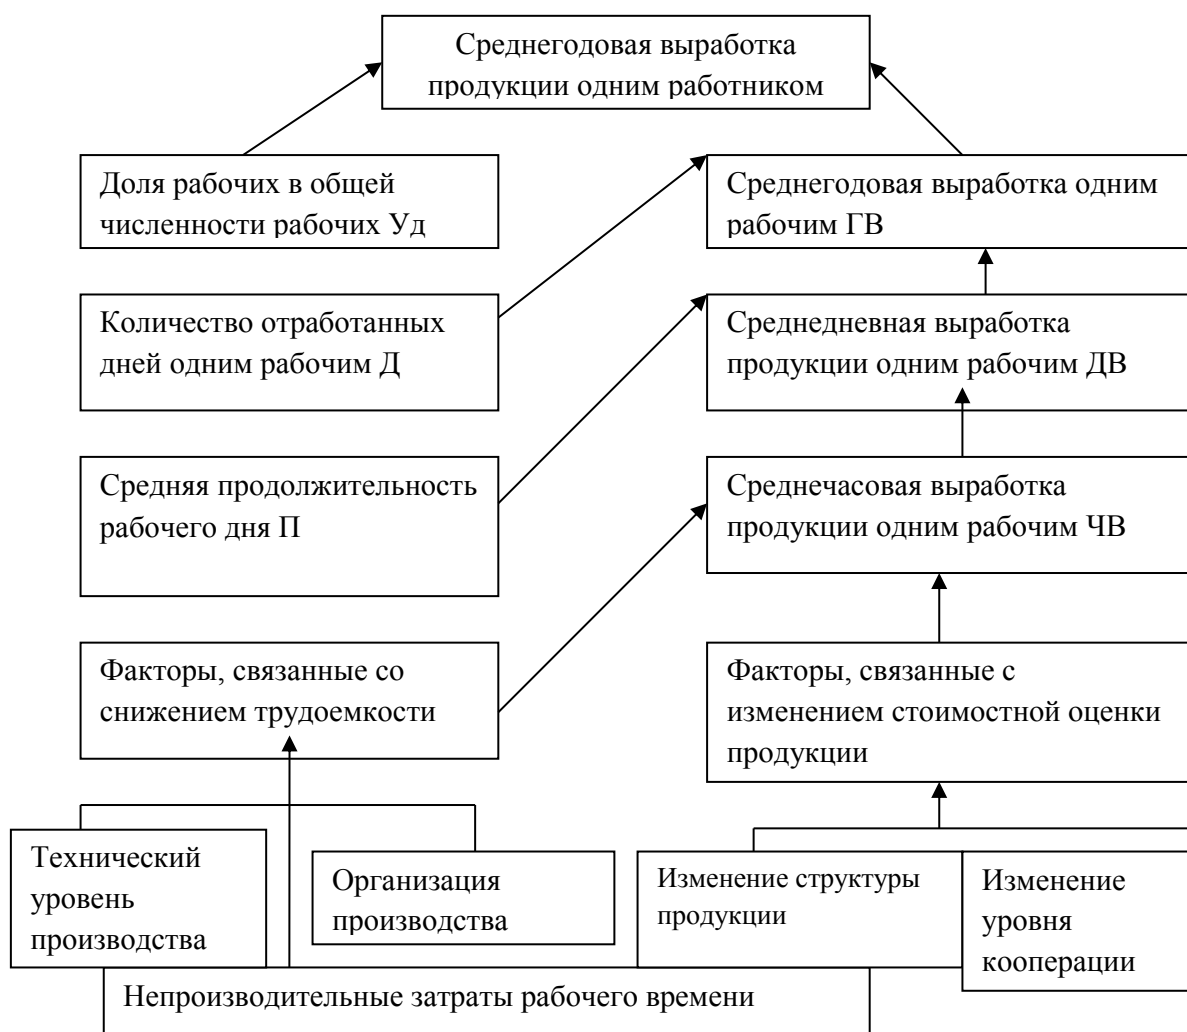 Среднегодовая выработка
продукции одним работником
Доля рабочих в общей
численности рабочих Уд
Среднегодовая выработка одним
рабочим ГВ
Количество отработанных
дней одним рабочим Д
Среднедневная выработка
продукции одним рабочим ДВ
Средняя продолжительность
рабочего дня П
Среднечасовая выработка
продукции одним рабочим ЧВ
Факторы, связанные со
снижением трудоемкости
Факторы, связанные с
изменением стоимостной оценки
продукции
Технический
уровень
производства
Организация
производства
Изменение структуры
продукции
Изменение
уровня
кооперации
Непроизводительные затраты рабочего времени